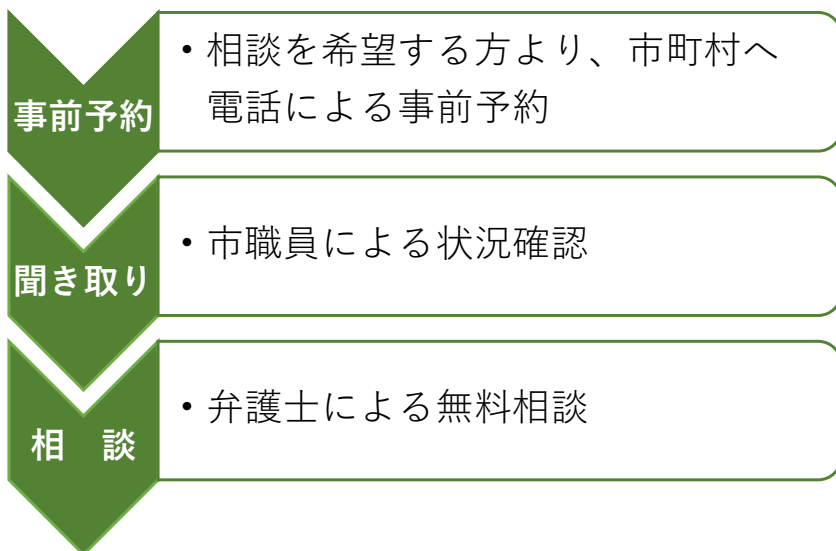 事前予約
・相談を希望する方より、市町村へ
電話による事前予約
聞き取り
・市職員による状況確認
相　談
・弁護士による無料相談